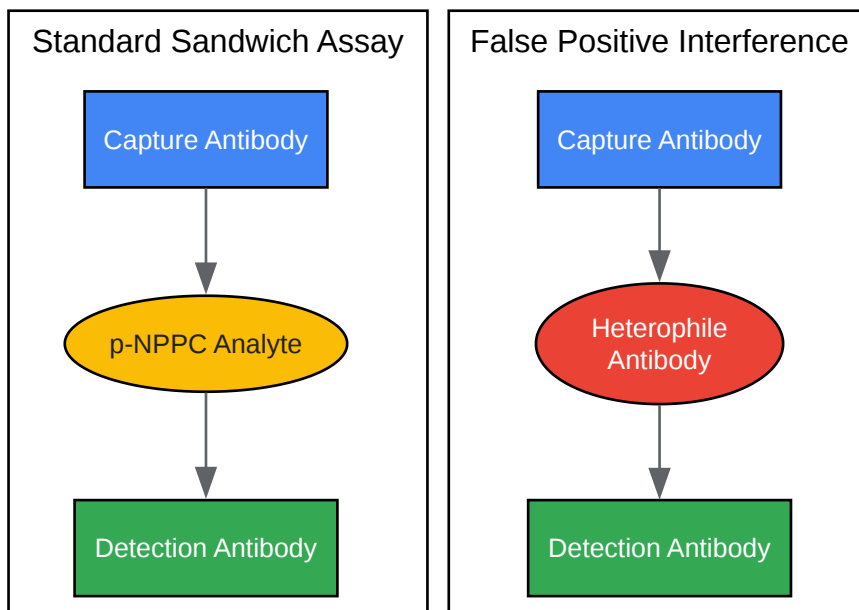 Standard Sandwich Assay
Capture Antibody
p-NPPC Analyte
Detection Antibody
False Positive Interference
Capture Antibody
Heterophile
Antibody
Detection Antibody